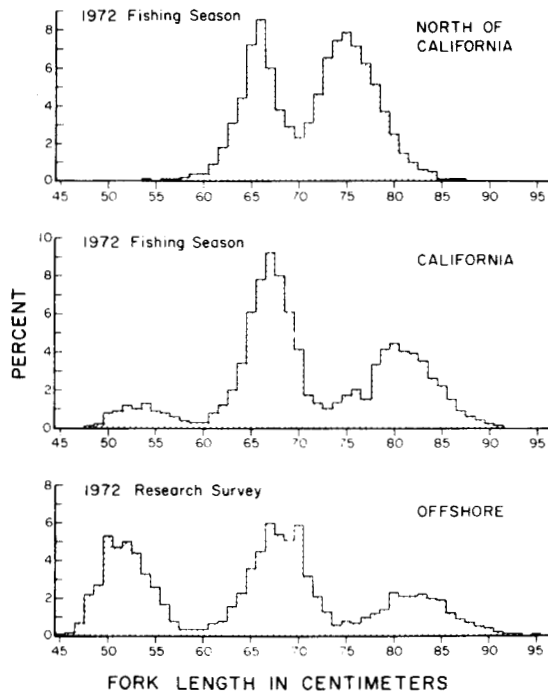 1972 Fishing Season
NORTH OF
CALIFORNIA
8
6
4
2
0
45 50 55 60 65 70 75 80 85 90 95
1972 Fishing Season
CALIFORNIA
10
8
6
4
2
0
45 50 55 60 65 70 75 80 85 90 95
PERCENT
1972 Research Survey
OFFSHORE
8
6
4
2
0
45 50 55 60 65 70 75 80 85 90 95
FORK LENGTH IN CENTIMETERS